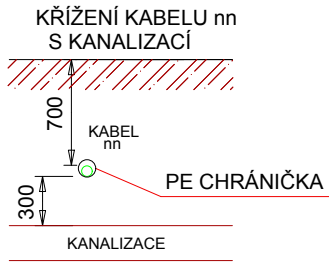 KŘÍŽENÍ KABELU nn
S KANALIZACÍ
700
KABEL
nn
PE CHRÁNIČKA
300
KANALIZACE